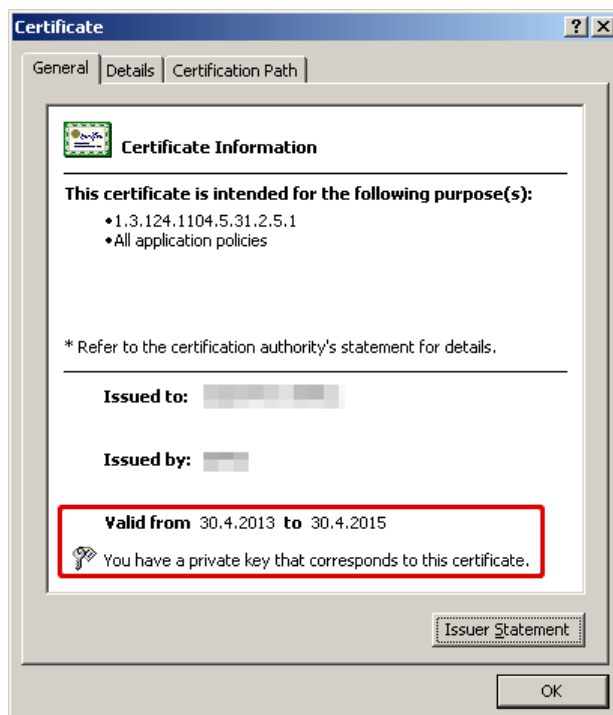 Certificate
General
Details
Certification Path
Certificate Information
This certificate is intended for the following purpose(s):
•1.3.124.1104.5.31.2.5.1
•All application policies
* Refer to the certification authority's statement for details.
Issued to:
Issued by:
Valid from 30.4.2013 to 30.4.2015
You have a private key that corresponds to this certificate.
Issuer Statement
OK